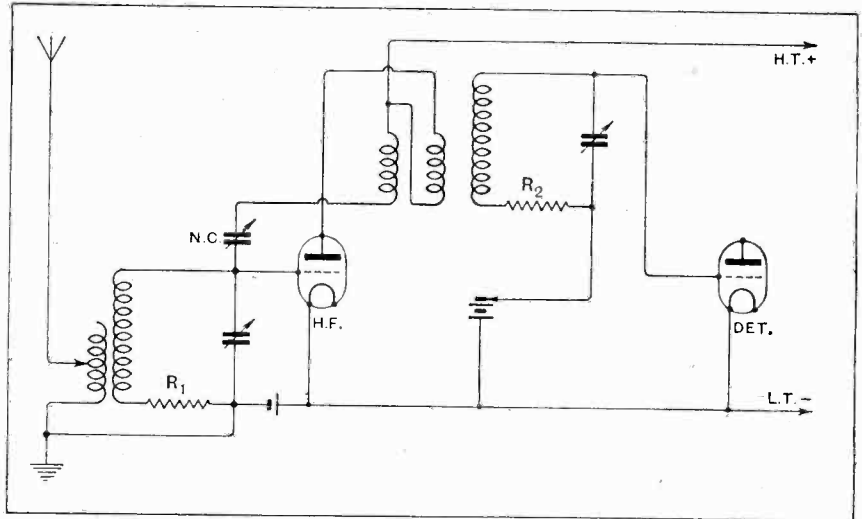 H.T.+
R2
N.C.
H.F.
DET.
R1
L.T.-